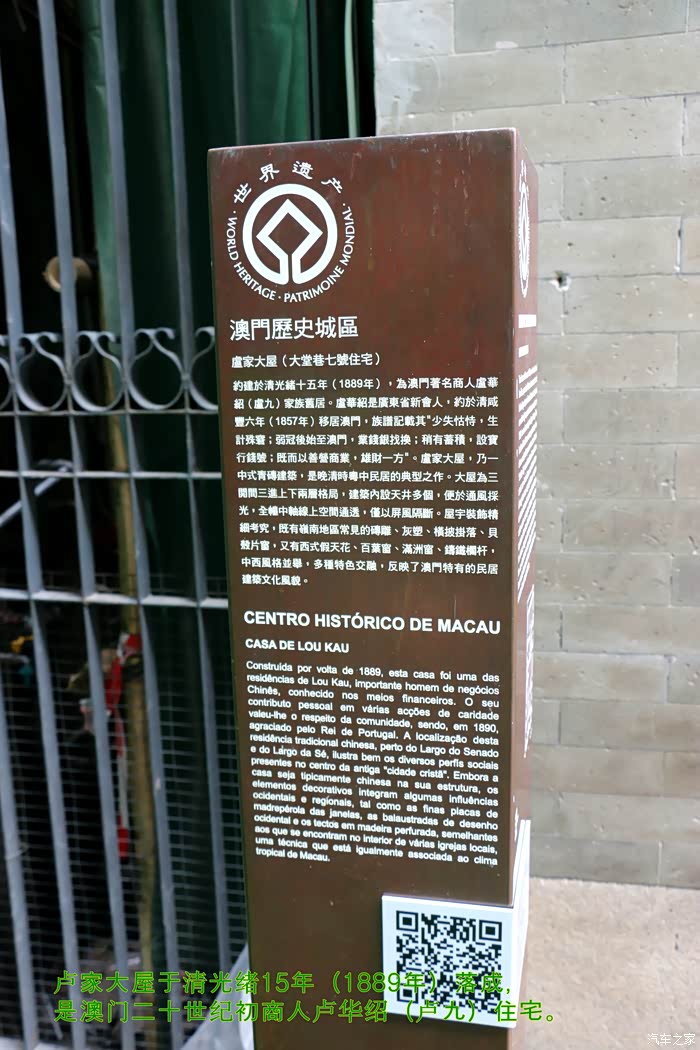 世界遺产
· WORLD HERITAGE · PATRIMOINE MONDIAL ·
澳門歷史城區
盧家大屋（大堂巷七號住宅）
約建於清光緒十五年（1889年），為澳門著名商人盧華
紹（盧九）家族舊居。盧華紹是廣東省新會人，約於清咸
豐六年（1857年）移居澳門，族譜記載其"少失怙恃，生
計殊窘；弱冠後始至澳門，業錢銀找換；稍有蓄積，設寶
行錢號；既而以善營商業，雄財一方"。盧家大屋，乃一
中式青磚建築，是晚清時粵中民居的典型之作。大屋為三
開間三進上下兩層格局，建築內設天井多個，便於通風採
光，全幢中軸線上空間通透，僅以屏風隔斷。屋宇裝飾精
細考究，既有嶺南地區常見的磚雕、灰塑、橫披掛落、貝
殼片窗，又有西式假天花、百葉窗、滿洲窗、鑄鐵欄杆，
中西風格並舉，多種特色交融，反映了澳門特有的民居
建築文化風貌。
CENTRO HISTÓRICO DE MACAU
CASA DE LOU KAU
Construída por volta de 1889, esta casa foi uma das
residências de Lou Kau, importante homem de negócios
Chinês, conhecido nos meios financeiros. O seu
contributo pessoal em várias acções de caridade
valeu-lhe o respeito da comunidade, sendo, em 1890,
agraciado pelo Rei de Portugal. A localização desta
residência tradicional chinesa, perto do Largo do Senado
e do Largo da Sé, ilustra bem os diversos perfis sociais
presentes no centro da antiga "cidade cristã". Embora a
casa seja tipicamente chinesa na sua estrutura, os
elementos decorativos integram algumas influências
ocidentais e regionais, tal como as finas placas de
madrepérola das janelas, as balaustradas de desenho
ocidental e os tectos em madeira perfurada, semelhantes
aos que se encontram no interior de várias igrejas locais,
uma técnica que está igualmente associada ao clima
tropical de Macau.
卢家大屋于清光绪15年（1889年）落成，
是澳门二十世纪初商人卢华绍（卢九）住宅。
汽车之家